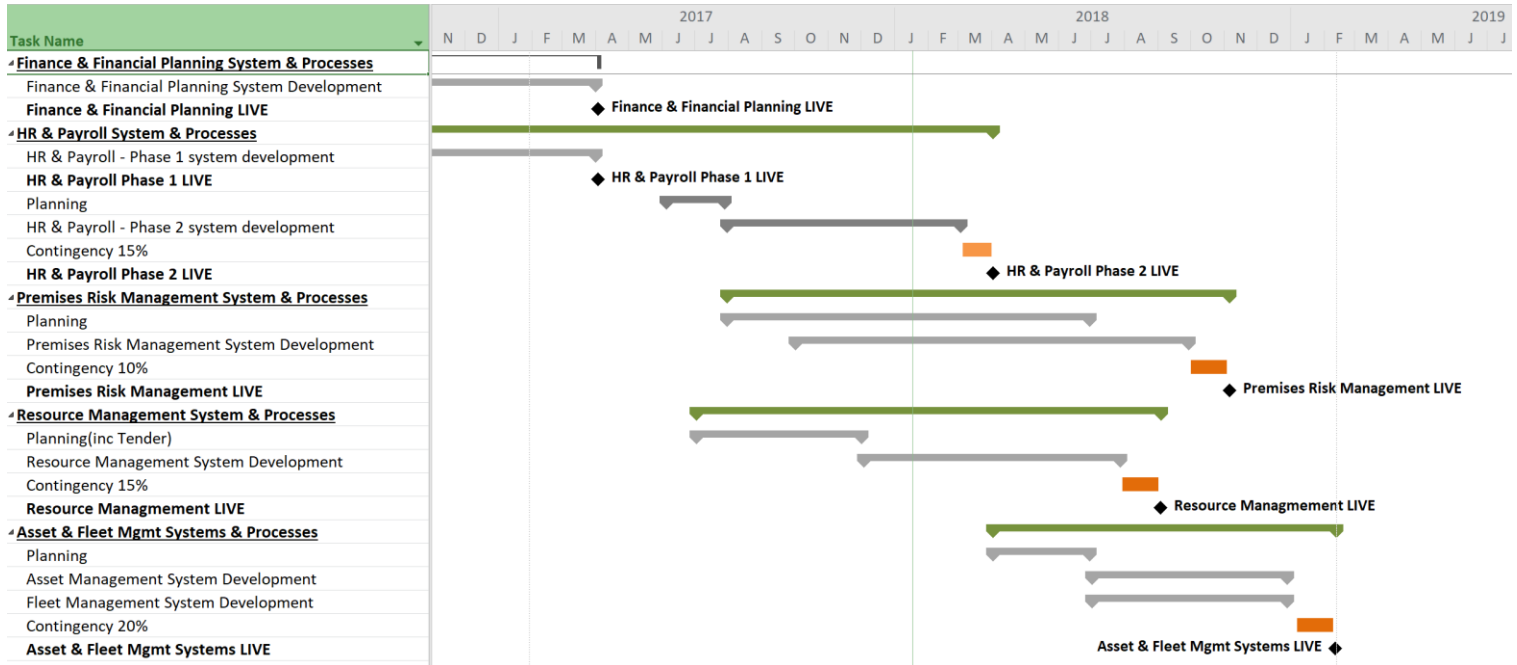 2017 2018 2019
Task Name N D J F M A M J J A S O N D J F M A M J J A S O N D J F M A M J J
Finance & Financial Planning System & Processes
Finance & Financial Planning System Development
Finance & Financial Planning LIVE Finance & Financial Planning LIVE
HR & Payroll System & Processes
HR & Payroll - Phase 1 system development
HR & Payroll Phase 1 LIVE HR & Payroll Phase 1 LIVE
Planning
HR & Payroll - Phase 2 system development
Contingency 15%
HR & Payroll Phase 2 LIVE HR & Payroll Phase 2 LIVE
Premises Risk Management System & Processes
Planning
Premises Risk Management System Development
Contingency 10%
Premises Risk Management LIVE Premises Risk Management LIVE
Resource Management System & Processes
Planning(inc Tender)
Resource Management System Development
Contingency 15%
Resource Managmement LIVE Resource Managmement LIVE
Asset & Fleet Mgmt Systems & Processes
Planning
Asset Management System Development
Fleet Management System Development
Contingency 20%
Asset & Fleet Mgmt Systems LIVE Asset & Fleet Mgmt Systems LIVE